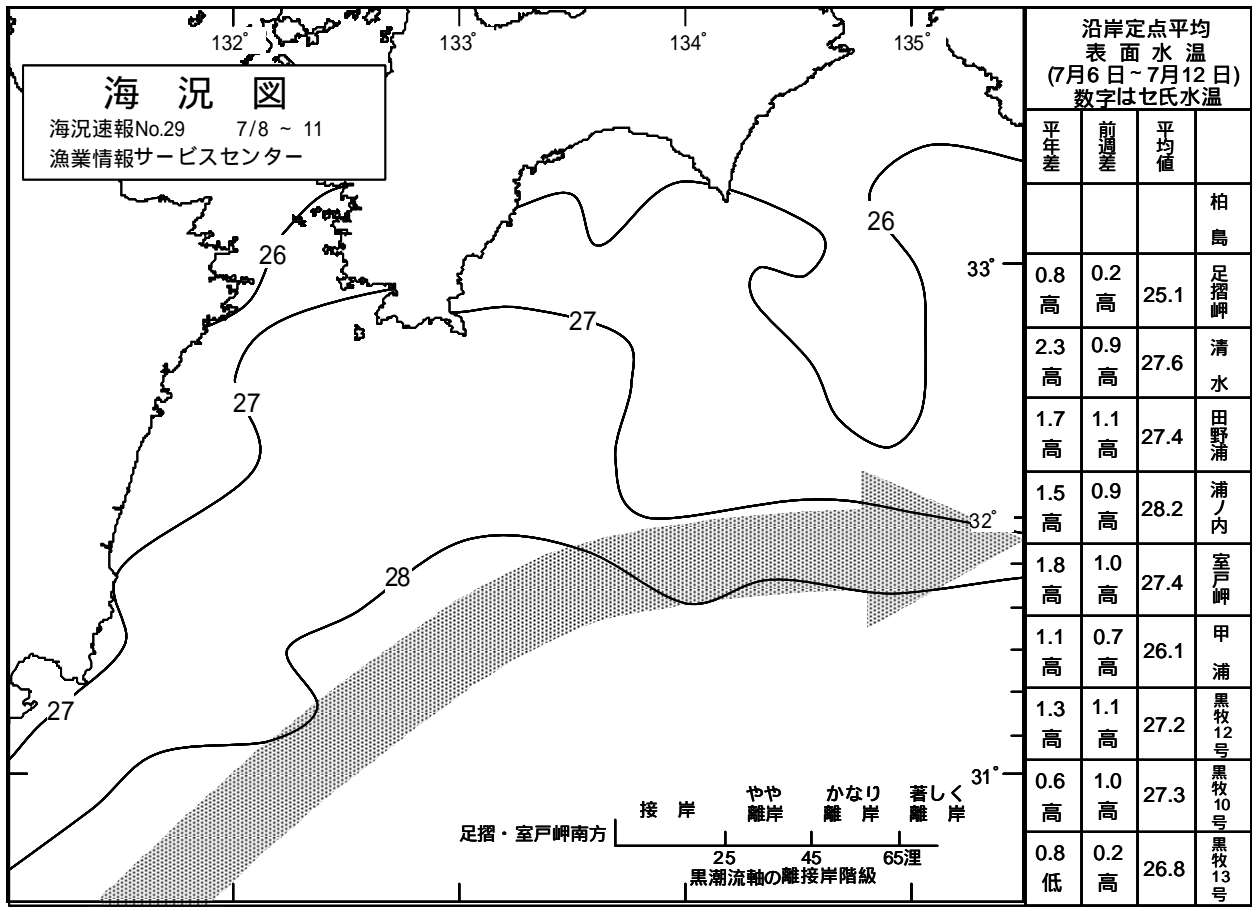 132°
133°
134°
135°
海 況 図
海況速報No.29 7/8 ~ 11
漁業情報サービスセンター
26
26
33°
27
27
32°
28
27
31°
接 岸 やや離岸 かなり離 岸 著しく離 岸
足摺・室戸岬南方
25 45 65浬
黒潮流軸の離接岸階級
沿岸定点平均
表 面 水 温
(7月6 日~7月12 日)
数字はセ氏水温
平年差 前週差 平均値
柏島
0.8高 0.2高 25.1 足摺岬
2.3高 0.9高 27.6 清水
1.7高 1.1高 27.4 田野浦
1.5高 0.9高 28.2 浦ノ内
1.8高 1.0高 27.4 室戸岬
1.1高 0.7高 26.1 甲浦
1.3高 1.1高 27.2 黒牧12号
0.6高 1.0高 27.3 黒牧10号
0.8低 0.2高 26.8 黒牧13号